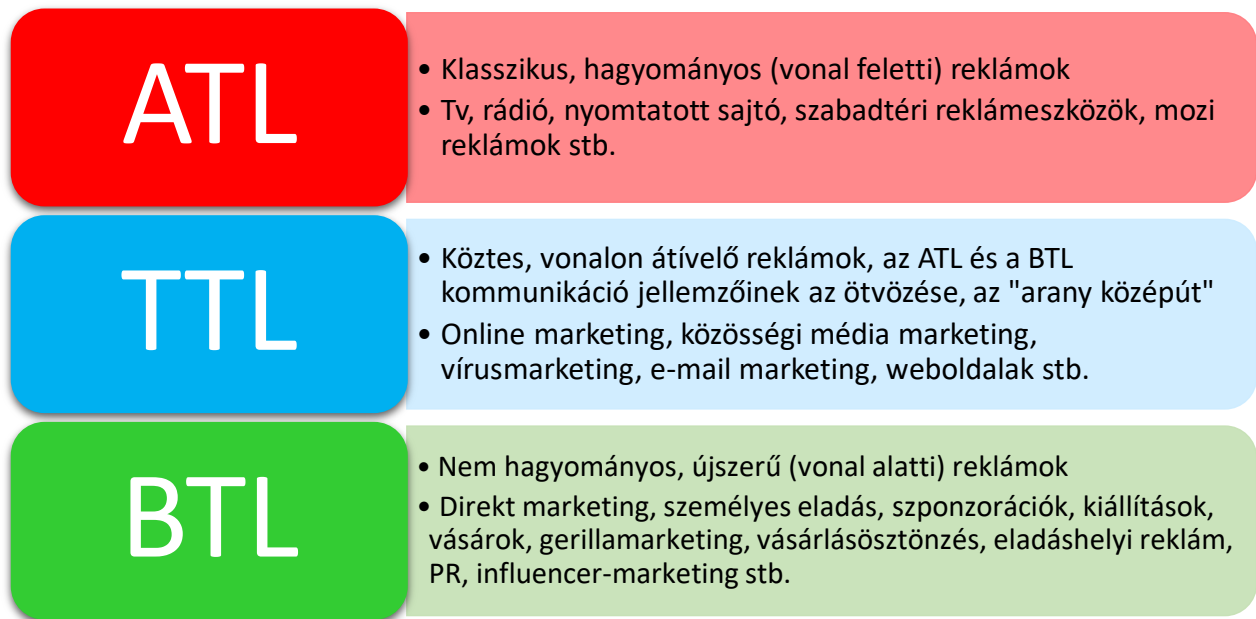 ATL
• Klasszikus, hagyományos (vonal feletti) reklámok
• Tv, rádió, nyomtatott sajtó, szabadtéri reklámeszközök, mozi
reklámok stb.
TTL
• Köztes, vonalon átívelő reklámok, az ATL és a BTL
kommunikáció jellemzőinek az ötvözése, az "arany középút"
• Online marketing, közösségi média marketing,
vírusmarketing, e-mail marketing, weboldalak stb.
BTL
• Nem hagyományos, újszerű (vonal alatti) reklámok
• Direkt marketing, személyes eladás, szponzorációk, kiállítások,
vásárok, gerillamarketing, vásárlásösztönzés, eladáshelyi reklám,
PR, influencer-marketing stb.